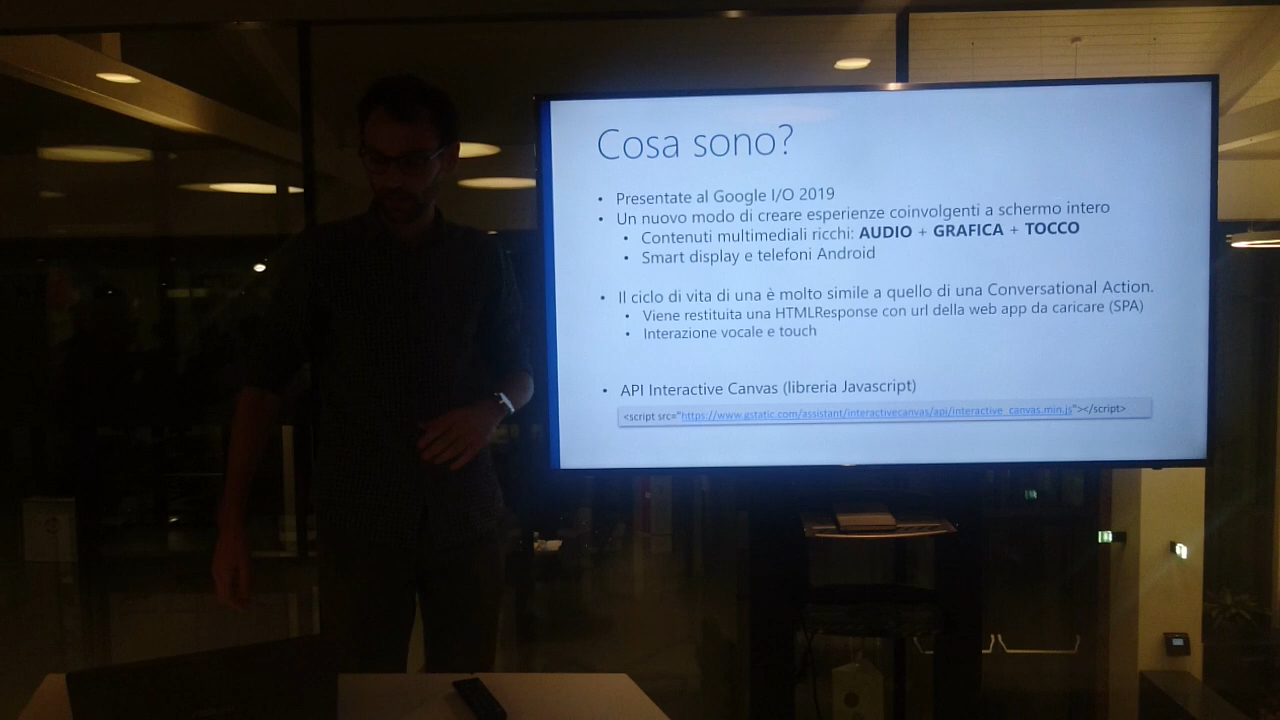 Cosa sono?
• Presentate al Google I/O 2019
• Un nuovo modo di creare esperienze coinvolgenti a schermo intero
• Contenuti multimediali ricchi: AUDIO + GRAFICA + TOCCO
• Smart display e telefoni Android
• Il ciclo di vita di una è molto simile a quello di una Conversational Action.
• Viene restituita una HTMLResponse con url della web app da caricare (SPA)
• Interazione vocale e touch
• API Interactive Canvas (libreria Javascript)
<script src="https://www.gstatic.com/assistant/interactivecanvas/api/interactive_canvas.min.js"></script>